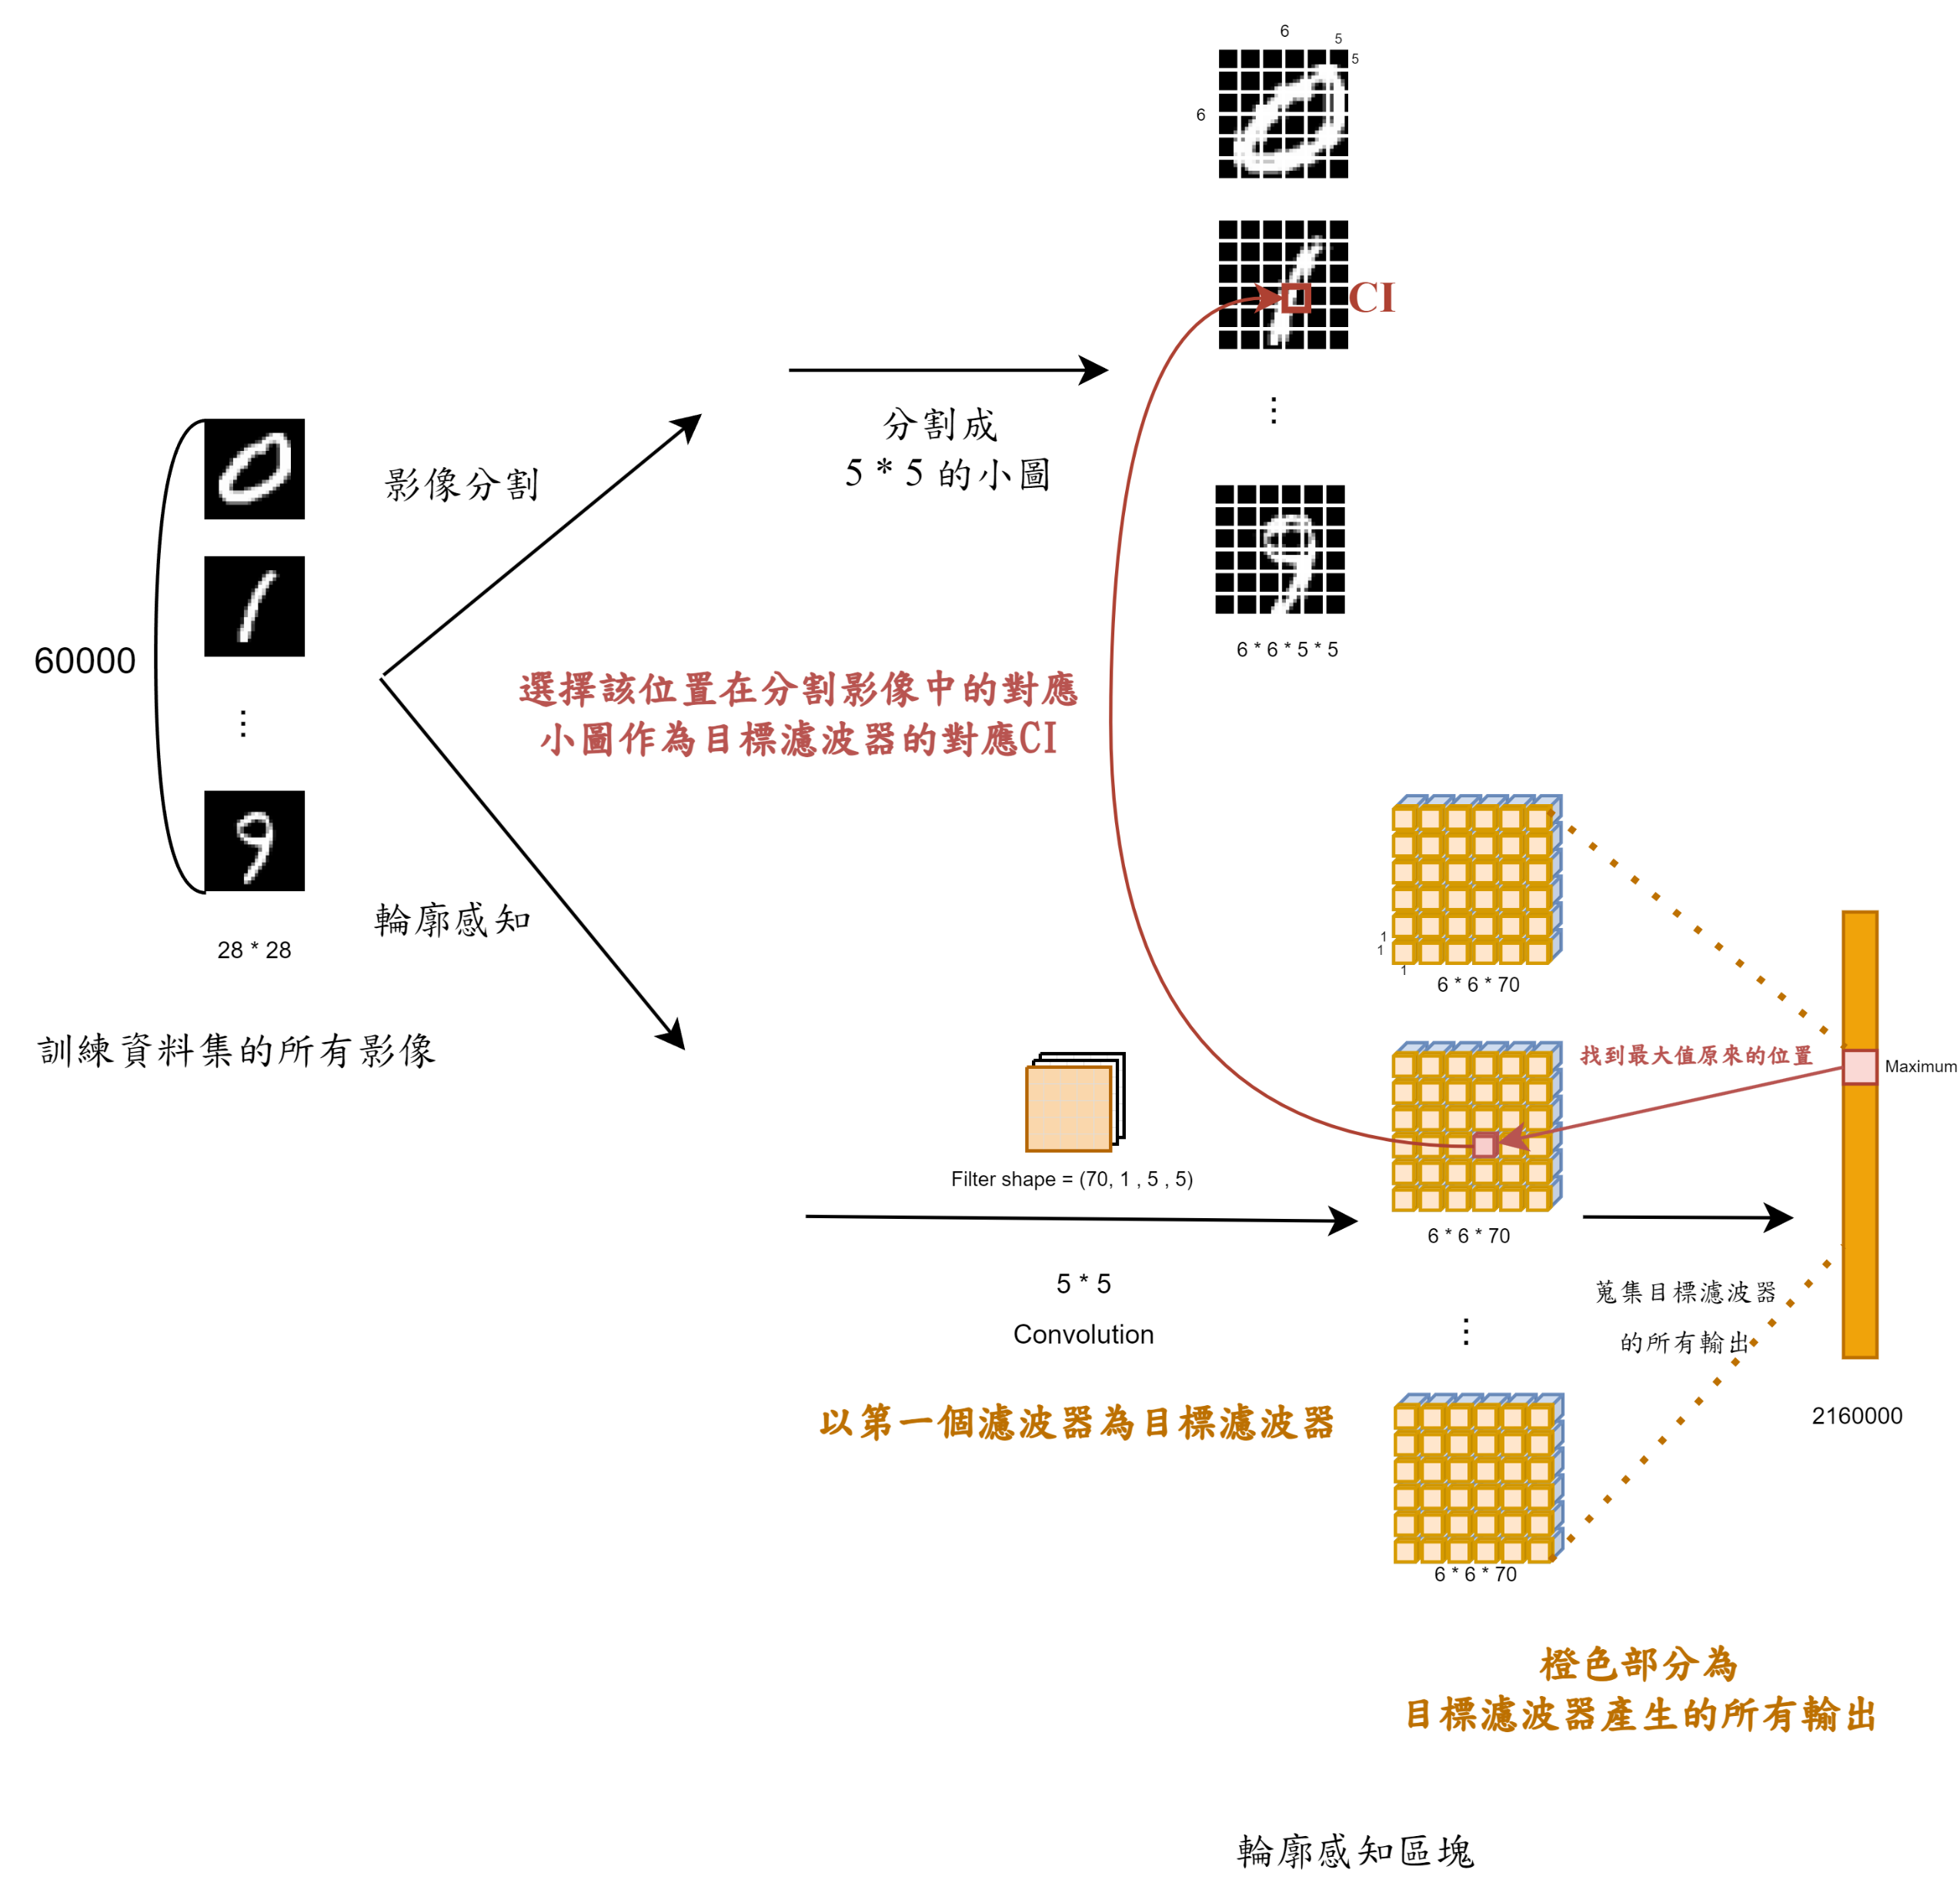 6
5
5
6
CI
分割成
5 * 5 的小圖
影像分割
6 * 6 * 5 * 5
60000
選擇該位置在分割影像中的對應
小圖作為目標濾波器的對應CI
輪廓感知
28 * 28
訓練資料集的所有影像
1
1
1
6 * 6 * 70
找到最大值原來的位置
Maximum
Filter shape = (70, 1 , 5 , 5)
6 * 6 * 70
5 * 5
Convolution
蒐集目標濾波器
的所有輸出
以第一個濾波器為目標濾波器
2160000
6 * 6 * 70
橙色部分為
目標濾波器產生的所有輸出
輪廓感知區塊